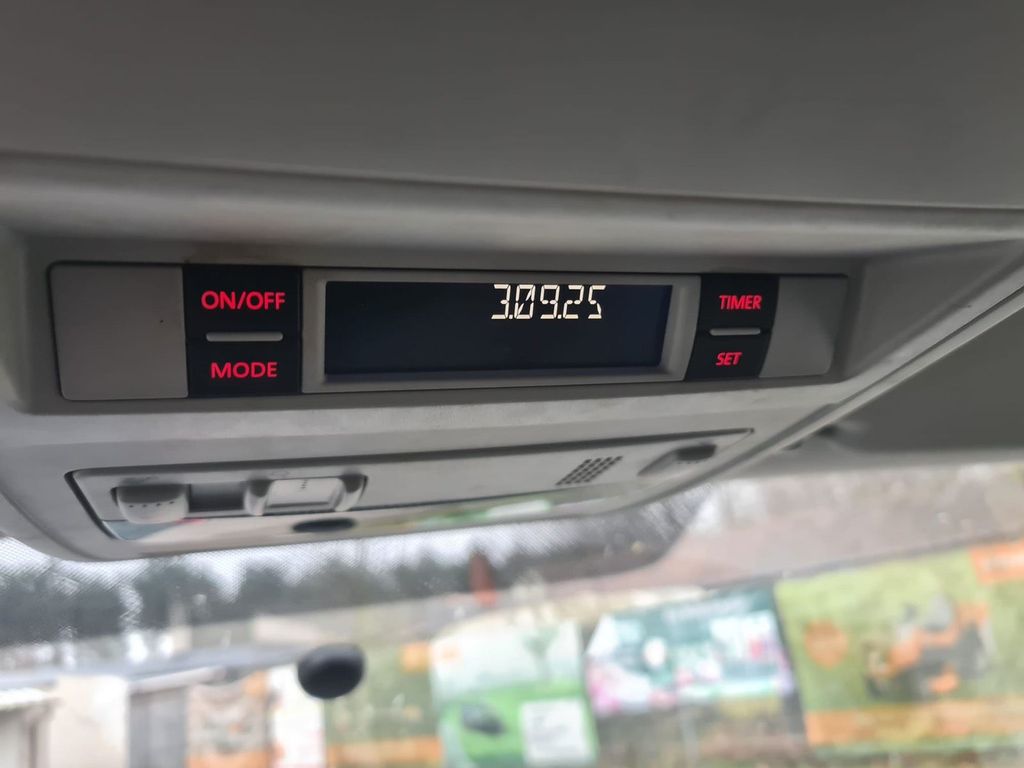 ON/OFF
MODE
3.09.25
TIMER
SET